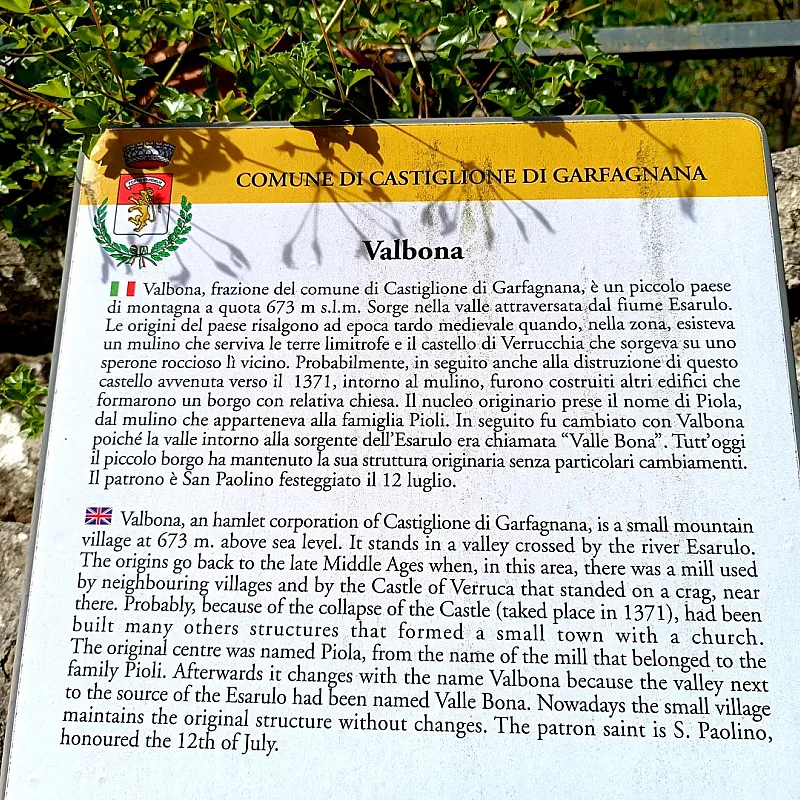 COMUNE DI CASTIGLIONE DI GARFAGNANA
Valbona
Valbona, frazione del comune di Castiglione di Garfagnana, è un piccolo paese
di montagna a quota 673 m s.l.m. Sorge nella valle attraversata dal fiume Esarulo.
Le origini del paese risalgono ad epoca tardo medievale quando, nella zona, esisteva
un mulino che serviva le terre limitrofe e il castello di Verrucchia che sorgeva su uno
sperone roccioso lì vicino. Probabilmente, in seguito anche alla distruzione di questo
castello avvenuta verso il 1371, intorno al mulino, furono costruiti altri edifici che
formarono un borgo con relativa chiesa. Il nucleo originario prese il nome di Piola,
dal mulino che apparteneva alla famiglia Pioli. In seguito fu cambiato con Valbona
poiché la valle intorno alla sorgente dell'Esarulo era chiamata “Valle Bona”. Tutt'oggi
il piccolo borgo ha mantenuto la sua struttura originaria senza particolari cambiamenti.
Il patrono è San Paolino festeggiato il 12 luglio.
Valbona, an hamlet corporation of Castiglione di Garfagnana, is a small mountain
village at 673 m. above sea level. It stands in a valley crossed by the river Esarulo.
The origins go back to the late Middle Ages when, in this area, there was a mill used
by neighbouring villages and by the Castle of Verruca that standed on a crag, near
there. Probably, because of the collapse of the Castle (taked place in 1371), had been
built many others structures that formed a small town with a church.
The original centre was named Piola, from the name of the mill that belonged to the
family Pioli. Afterwards it changes with the name Valbona because the valley next
to the source of the Esarulo had been named Valle Bona. Nowadays the small village
maintains the original structure without changes. The patron saint is S. Paolino,
honoured the 12th of July.